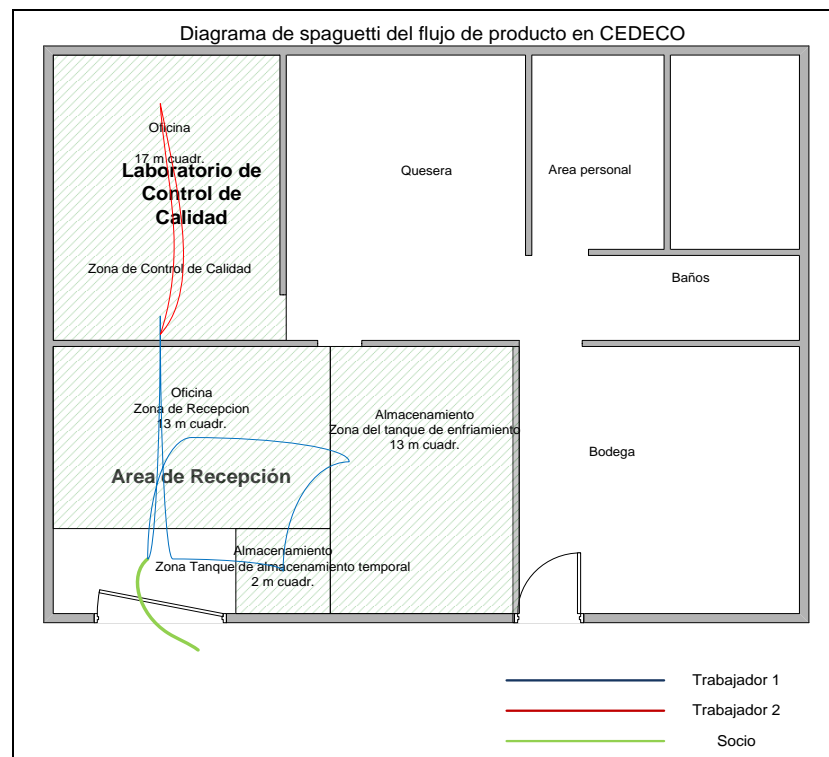 Diagrama de spaguetti del flujo de producto en CEDECO
Oficina
17 m cuadr.
Laboratorio de
Control de
Calidad
Zona de Control de Calidad
Quesera
Area personal
Baños
Oficina
Zona de Recepcion
13 m cuadr.
Area de Recepción
Almacenamiento
Zona del tanque de enfriamiento
13 m cuadr.
Bodega
Almacenamiento
Zona Tanque de almacenamiento temporal
2 m cuadr.
Trabajador 1
Trabajador 2
Socio